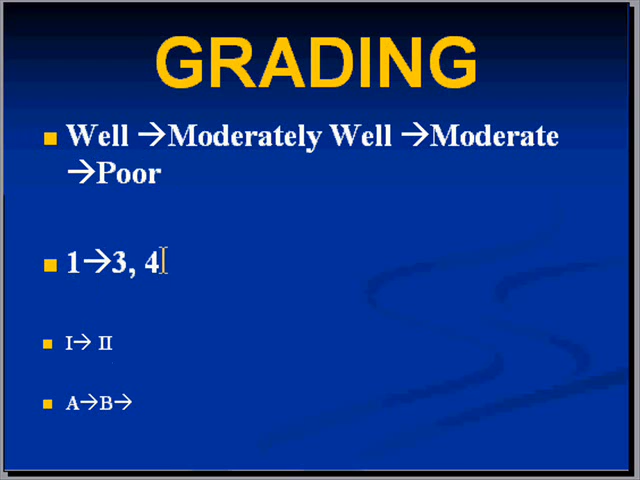 GRADING
Well →Moderately Well →Moderate
→Poor
1→3, 4
I→ II
A→B→